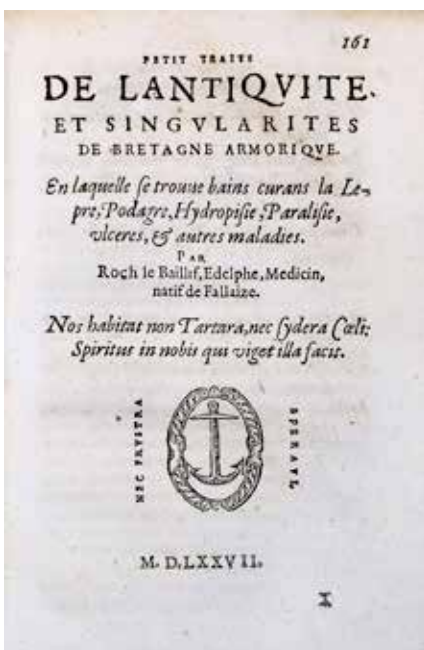 161
PETIT TRAITE
DE LANTIQVITE
ET SINGVLARITES
DE BRETAGNE ARMORIQVE.
En laquelle se trouue bains curans la Le-
pre, Podagre, Hydropisie, Paralisie,
vlceres, & autres maladies.
PAR
Roch le Baillif, Edelphe, Medicin,
natif de Fallaize.
Nos habitat non Tartara, nec sydera Cœli:
Spiritus in nobis qui viget illa facit.
NEC FRVSTRA
SPERAVI.
M. D. LXXVII.